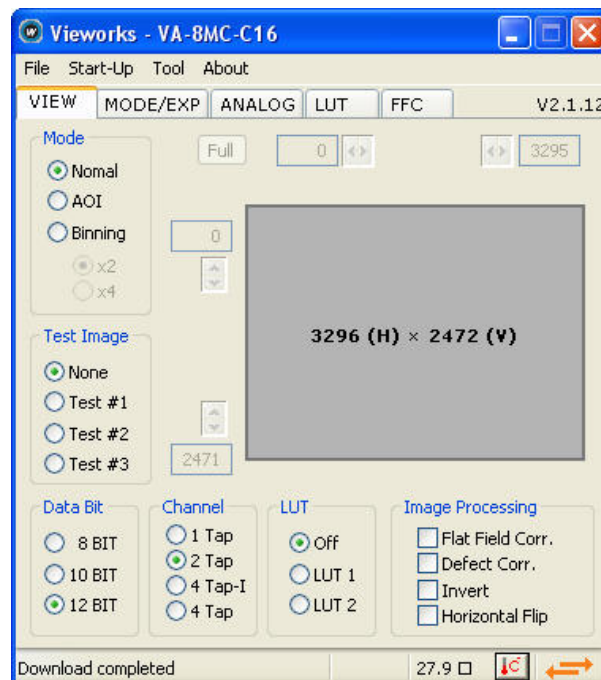 Vieworks - VA-8MC-C16
File Start-Up Tool About
VIEW MODE/EXP ANALOG LUT FFC V2.1.12
Mode
Nomal
AOI
Binning
x2
x4
Full 0 3295
0
3296 (H) × 2472 (V)
2471
Test Image
None
Test #1
Test #2
Test #3
Data Bit
8 BIT
10 BIT
12 BIT
Channel
1 Tap
2 Tap
4 Tap-I
4 Tap
LUT
Off
LUT 1
LUT 2
Image Processing
Flat Field Corr.
Defect Corr.
Invert
Horizontal Flip
Download completed 27.9 □ C